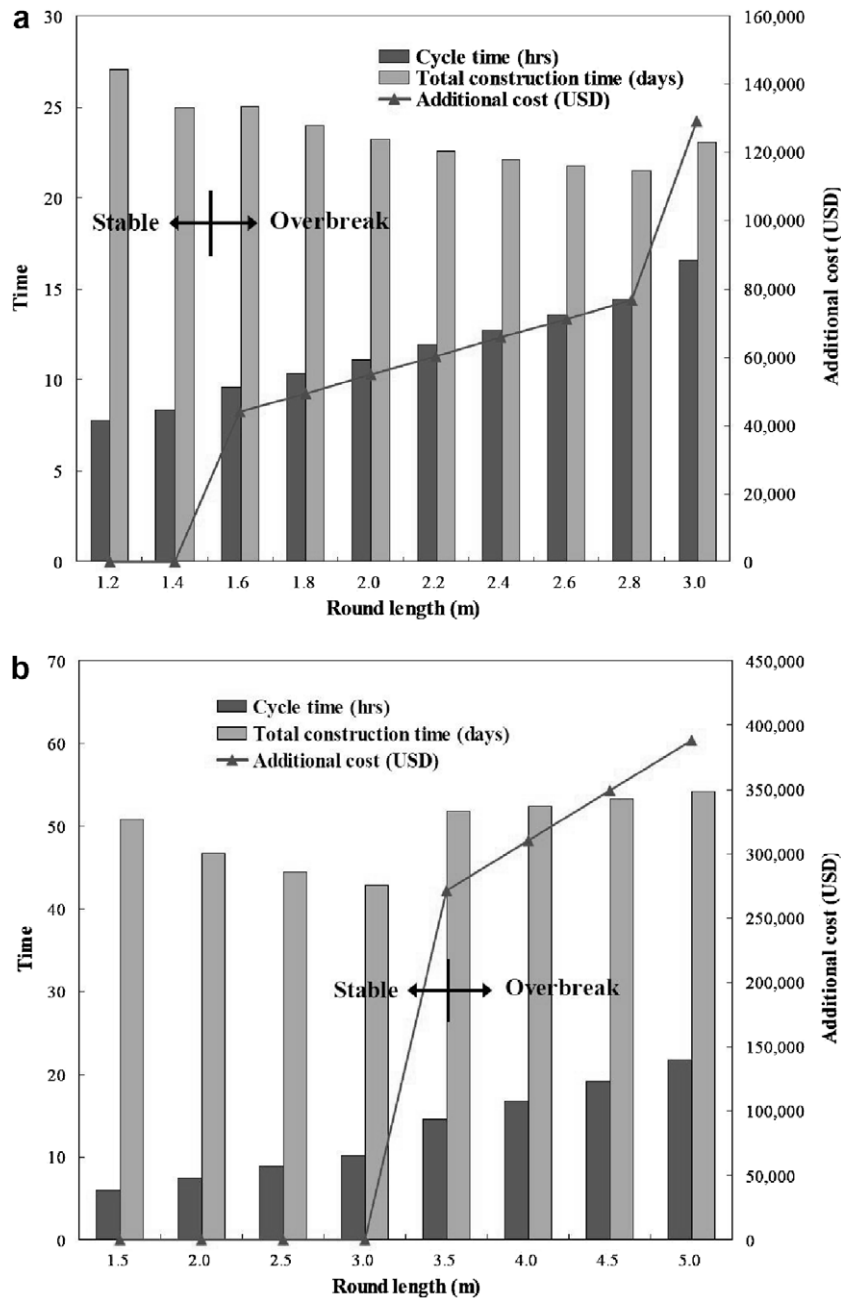 a
30
25
20
15
10
5
0
Time
160,000
140,000
120,000
100,000
80,000
60,000
40,000
20,000
0
Additional cost (USD)
Cycle time (hrs)
Total construction time (days)
Additional cost (USD)
Stable
Overbreak
1.2 1.4 1.6 1.8 2.0 2.2 2.4 2.6 2.8 3.0
Round length (m)
b
70
60
50
40
30
20
10
0
Time
450,000
400,000
350,000
300,000
250,000
200,000
150,000
100,000
50,000
0
Additional cost (USD)
Cycle time (hrs)
Total construction time (days)
Additional cost (USD)
Stable
Overbreak
1.5 2.0 2.5 3.0 3.5 4.0 4.5 5.0
Round length (m)